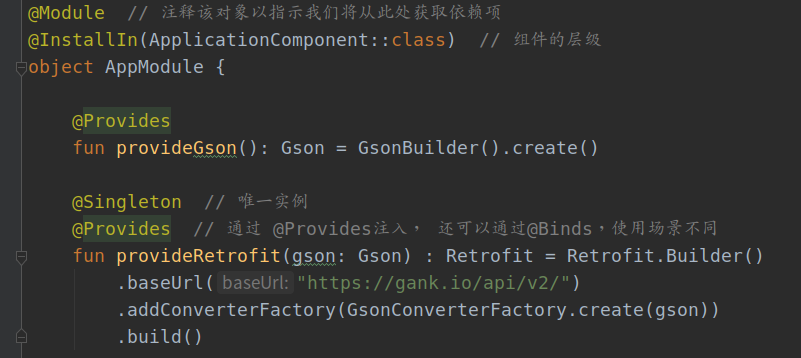 @Module  // 注释该对象以指示我们将从此处获取依赖项
@InstallIn(ApplicationComponent::class)  // 组件的层级
object AppModule {
@Provides
fun provideGson(): Gson = GsonBuilder().create()
@Singleton  // 唯一实例
@Provides  // 通过 @Provides注入， 还可以通过@Binds，使用场景不同
fun provideRetrofit(gson: Gson) : Retrofit = Retrofit.Builder()
.baseUrl( baseUrl: "https://gank.io/api/v2/")
.addConverterFactory(GsonConverterFactory.create(gson))
.build()